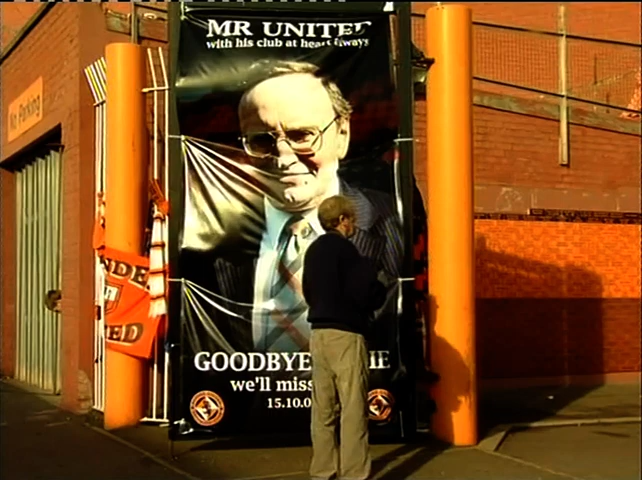 MR UNITED
with his club at heart always
No Parking
GOODBYE
we'll miss
15.10.0